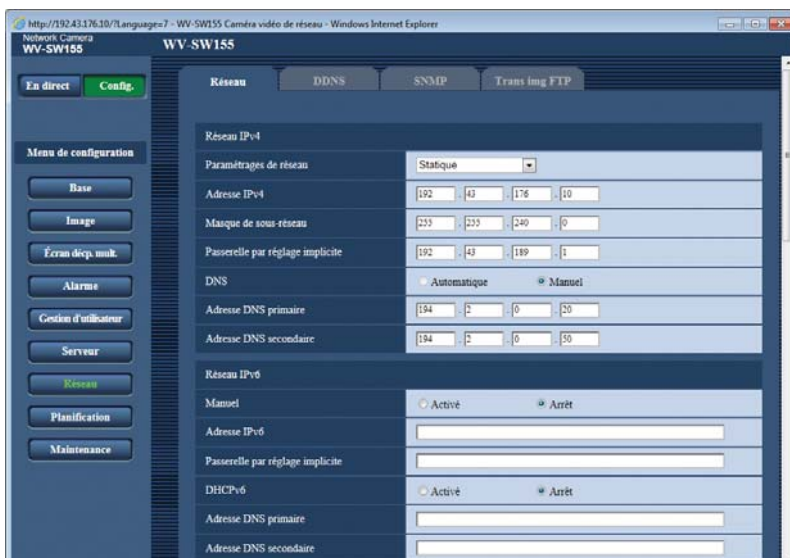 http://192.43.176.10/?Language=7 - WV-SW155 Caméra vidéo de réseau - Windows Internet Explorer
Network Camera
WV-SW155
WV-SW155
En direct Config.
Réseau DDNS SNMP Trans img FTP
Menu de configuration
Base
Image
Écran décp. mult.
Alarme
Gestion d'utilisateur
Serveur
Réseau
Planification
Maintenance
Réseau IPv4
Paramétrages de réseau Statique
Adresse IPv4 192 . 43 . 176 . 10
Masque de sous-réseau 255 . 255 . 240 . 0
Passerelle par réglage implicite 192 . 43 . 189 . 1
DNS Automatique Manuel
Adresse DNS primaire 194 . 2 . 0 . 20
Adresse DNS secondaire 194 . 2 . 0 . 50
Réseau IPv6
Manuel Activé Arrêt
Adresse IPv6
Passerelle par réglage implicite
DHCPv6 Activé Arrêt
Adresse DNS primaire
Adresse DNS secondaire